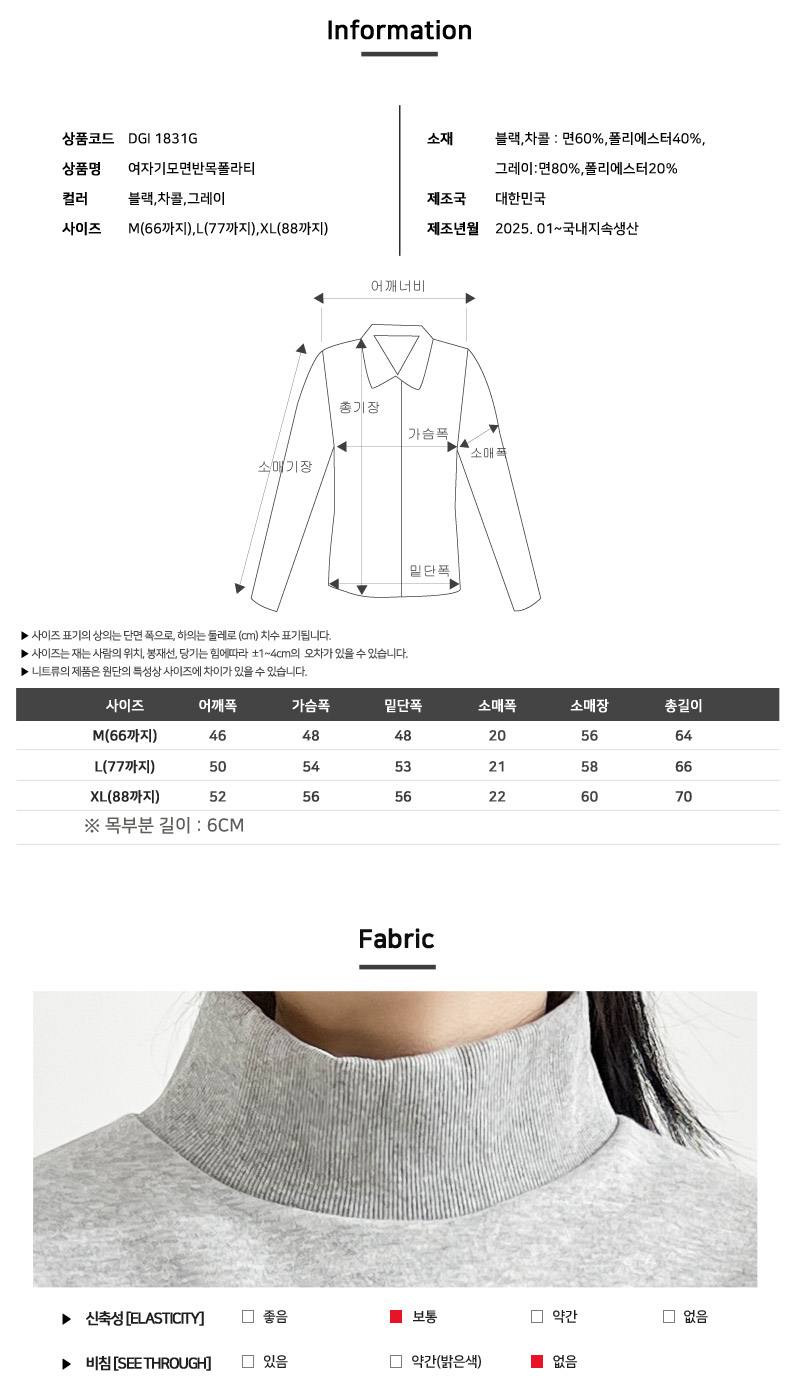 Information
상품코드 DGI 1831G
상품명 여자기모면반목폴라티
컬러 블랙,차콜,그레이
사이즈 M(66까지),L(77까지),XL(88까지)
소재 블랙,차콜 : 면60%,폴리에스터40%,
그레이:면80%,폴리에스터20%
제조국 대한민국
제조년월 2025. 01~국내지속생산
어깨너비
총기장
가슴폭
소매폭
소매기장
밑단폭
▶ 사이즈 표기의 상의는 단면 폭으로, 하의는 둘레로 (cm) 치수 표기됩니다.
▶ 사이즈는 재는 사람의 위치, 봉재선, 당기는 힘에따라 ±1~4cm의 오차가 있을 수 있습니다.
▶ 니트류의 제품은 원단의 특성상 사이즈에 차이가 있을 수 있습니다.
사이즈 어깨폭 가슴폭 밑단폭 소매폭 소매장 총길이
M(66까지) 46 48 48 20 56 64
L(77까지) 50 54 53 21 58 66
XL(88까지) 52 56 56 22 60 70
※ 목부분 길이 : 6CM
Fabric
▶ 신축성 [ELASTICITY] □ 좋음 ■ 보통 □ 약간 □ 없음
▶ 비침 [SEE THROUGH] □ 있음 □ 약간(밝은색) ■ 없음